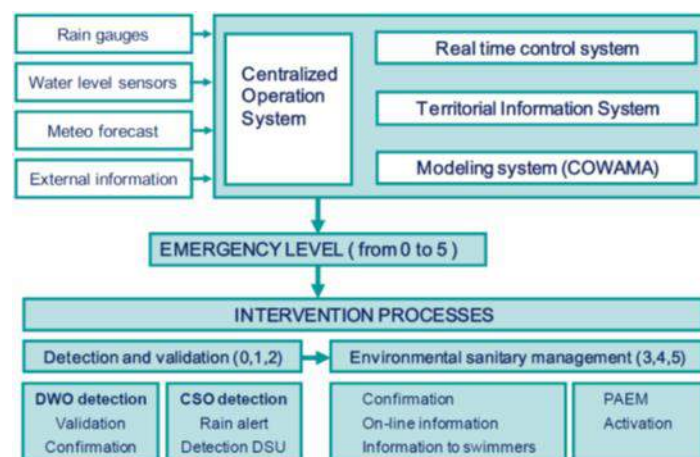 Rain gauges
Water level sensors
Meteo forecast
External information
Centralized
Operation
System
Real time control system
Territorial Information System
Modeling system (COWAMA)
EMERGENCY LEVEL ( from 0 to 5 )
INTERVENTION PROCESSES
Detection and validation (0,1,2)
Environmental sanitary management (3,4,5)
DWO detection
Validation
Confirmation
CSO detection
Rain alert
Detection DSU
Confirmation
On-line information
Information to swimmers
PAEM
Activation